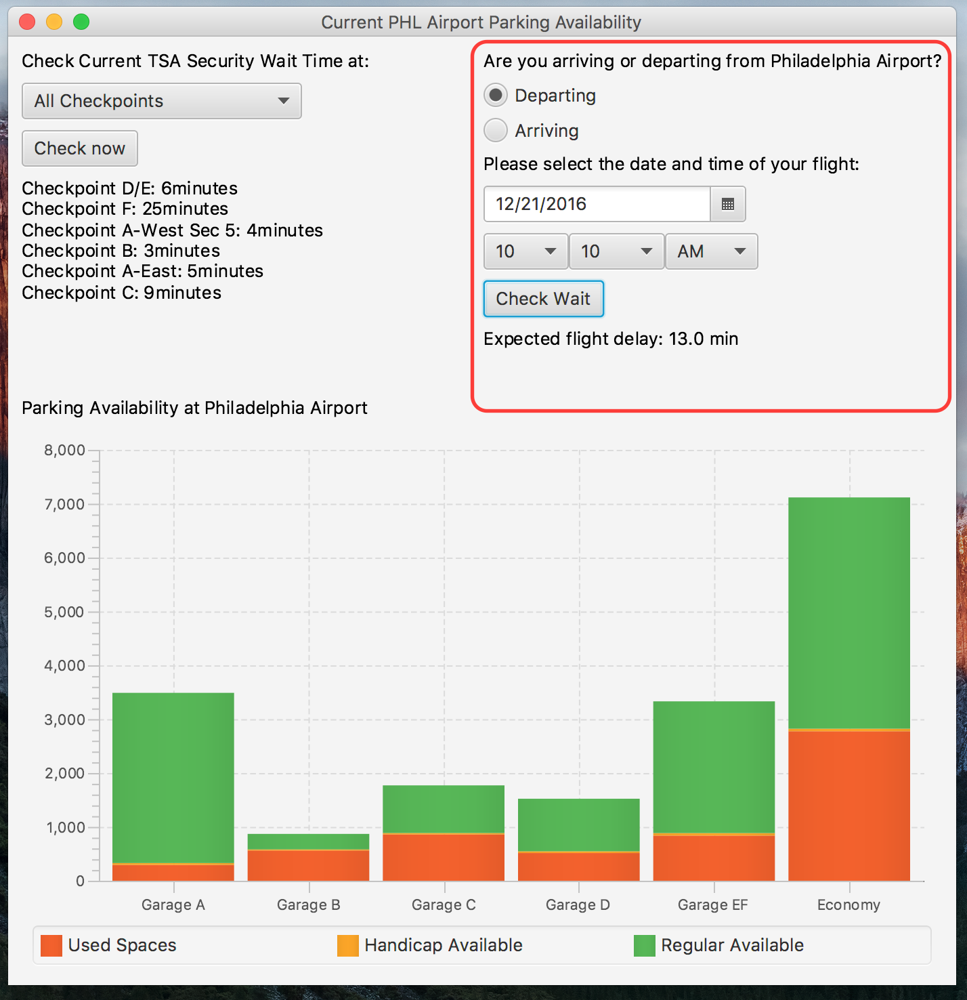 Current PHL Airport Parking Availability
Check Current TSA Security Wait Time at:
All Checkpoints
Check now
Checkpoint D/E: 6minutes
Checkpoint F: 25minutes
Checkpoint A-West Sec 5: 4minutes
Checkpoint B: 3minutes
Checkpoint A-East: 5minutes
Checkpoint C: 9minutes
Are you arriving or departing from Philadelphia Airport?
Departing
Arriving
Please select the date and time of your flight:
12/21/2016
10 10 AM
Check Wait
Expected flight delay: 13.0 min
Parking Availability at Philadelphia Airport
8,000
7,000
6,000
5,000
4,000
3,000
2,000
1,000
0
Garage A Garage B Garage C Garage D Garage EF Economy
Used Spaces Handicap Available Regular Available